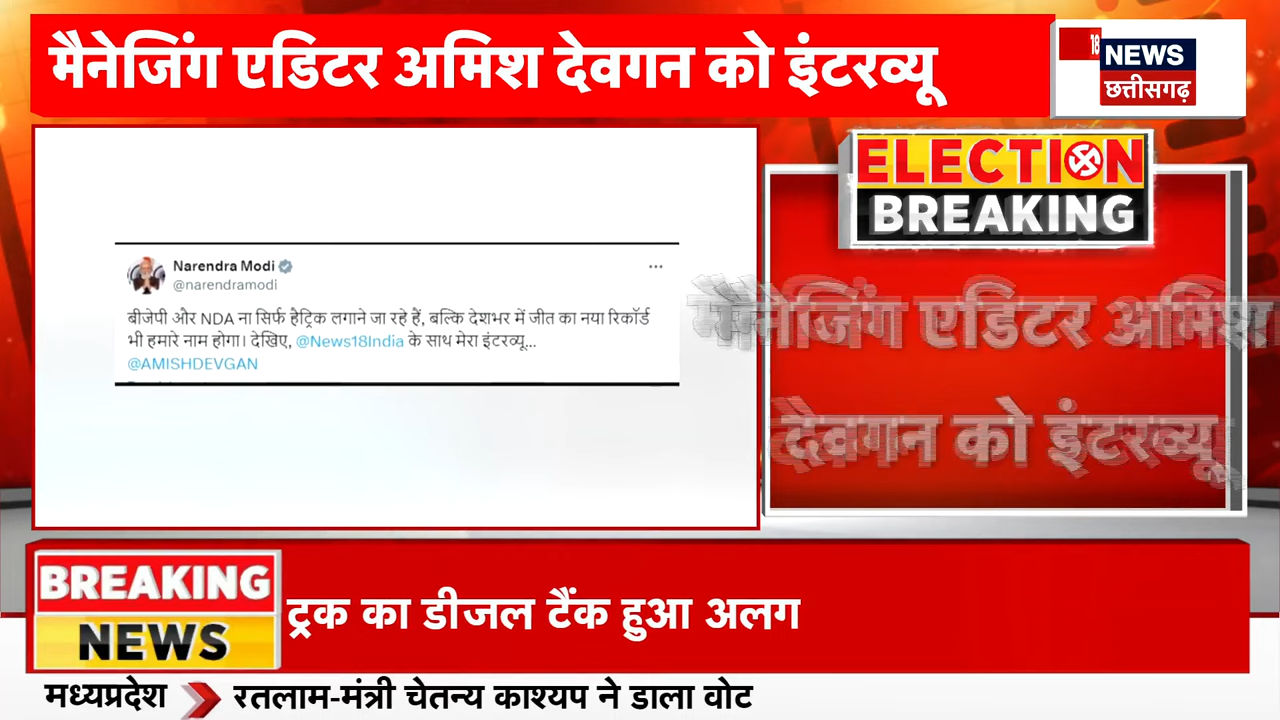 मैनेजिंग एडिटर अमिश देवगन को इंटरव्यू
18
NEWS
छत्तीसगढ़
ELECTION
BREAKING
Narendra Modi
@narendramodi
बीजेपी और NDA ना सिर्फ हैट्रिक लगाने जा रहे हैं, बल्कि देशभर में जीत का नया रिकॉर्ड
भी हमारे नाम होगा। देखिए, @News18India के साथ मेरा इंटरव्यू...
@AMISHDEVGAN
मैनेजिंग एडिटर अमिश
देवगन को इंटरव्यू
BREAKING
NEWS
ट्रक का डीजल टैंक हुआ अलग
मध्यप्रदेश
रतलाम-मंत्री चेतन्य काश्यप ने डाला वोट